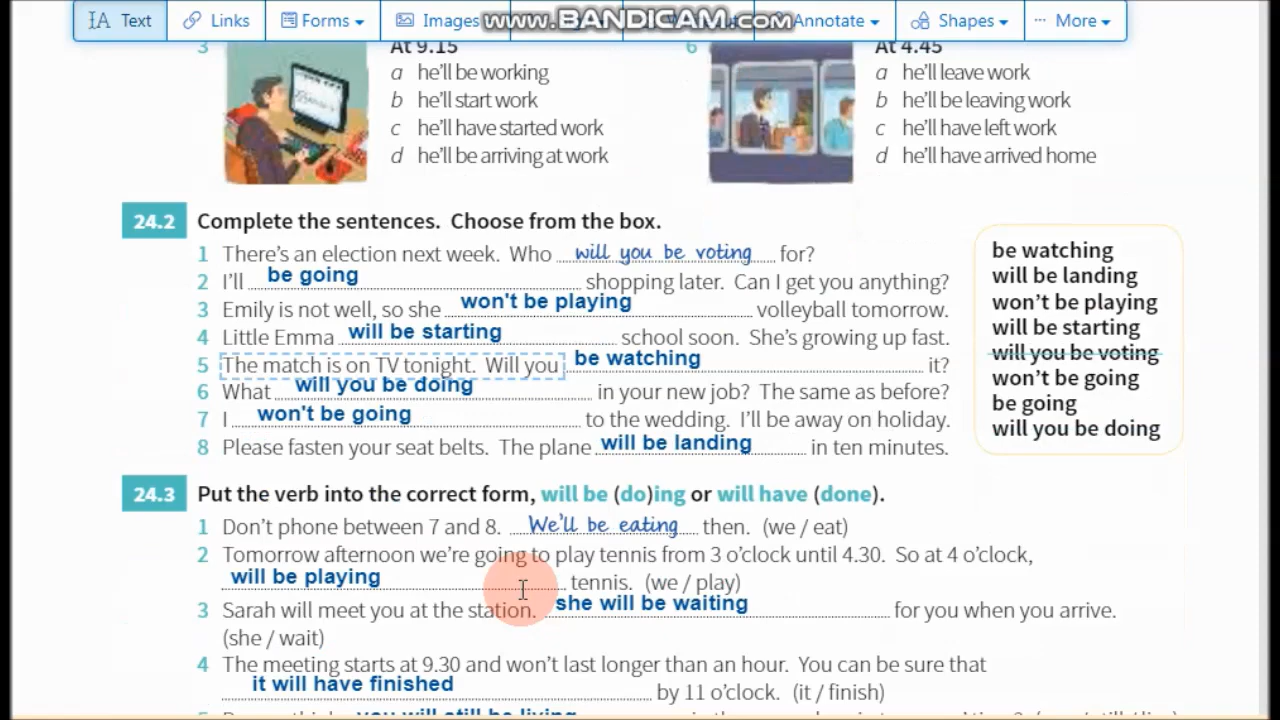 Text Links Forms Images Annotate Shapes More
www.BANDICAM.com
3 At 9.15
a he'll be working
b he'll start work
c he'll have started work
d he'll be arriving at work
6 At 4.45
a he'll leave work
b he'll be leaving work
c he'll have left work
d he'll have arrived home
24.2 Complete the sentences. Choose from the box.
1 There's an election next week. Who will you be voting for?
2 I'll be going shopping later. Can I get you anything?
3 Emily is not well, so she won't be playing volleyball tomorrow.
4 Little Emma will be starting school soon. She's growing up fast.
5 The match is on TV tonight. Will you be watching it?
6 What will you be doing in your new job? The same as before?
7 I won't be going to the wedding. I'll be away on holiday.
8 Please fasten your seat belts. The plane will be landing in ten minutes.
be watching
will be landing
won't be playing
will be starting
will you be voting
won't be going
be going
will you be doing
24.3 Put the verb into the correct form, will be (do)ing or will have (done).
1 Don't phone between 7 and 8. We'll be eating then. (we / eat)
2 Tomorrow afternoon we're going to play tennis from 3 o'clock until 4.30. So at 4 o'clock,
will be playing tennis. (we / play)
3 Sarah will meet you at the station. she will be waiting for you when you arrive.
(she / wait)
4 The meeting starts at 9.30 and won't last longer than an hour. You can be sure that
it will have finished by 11 o'clock. (it / finish)
you will still be living